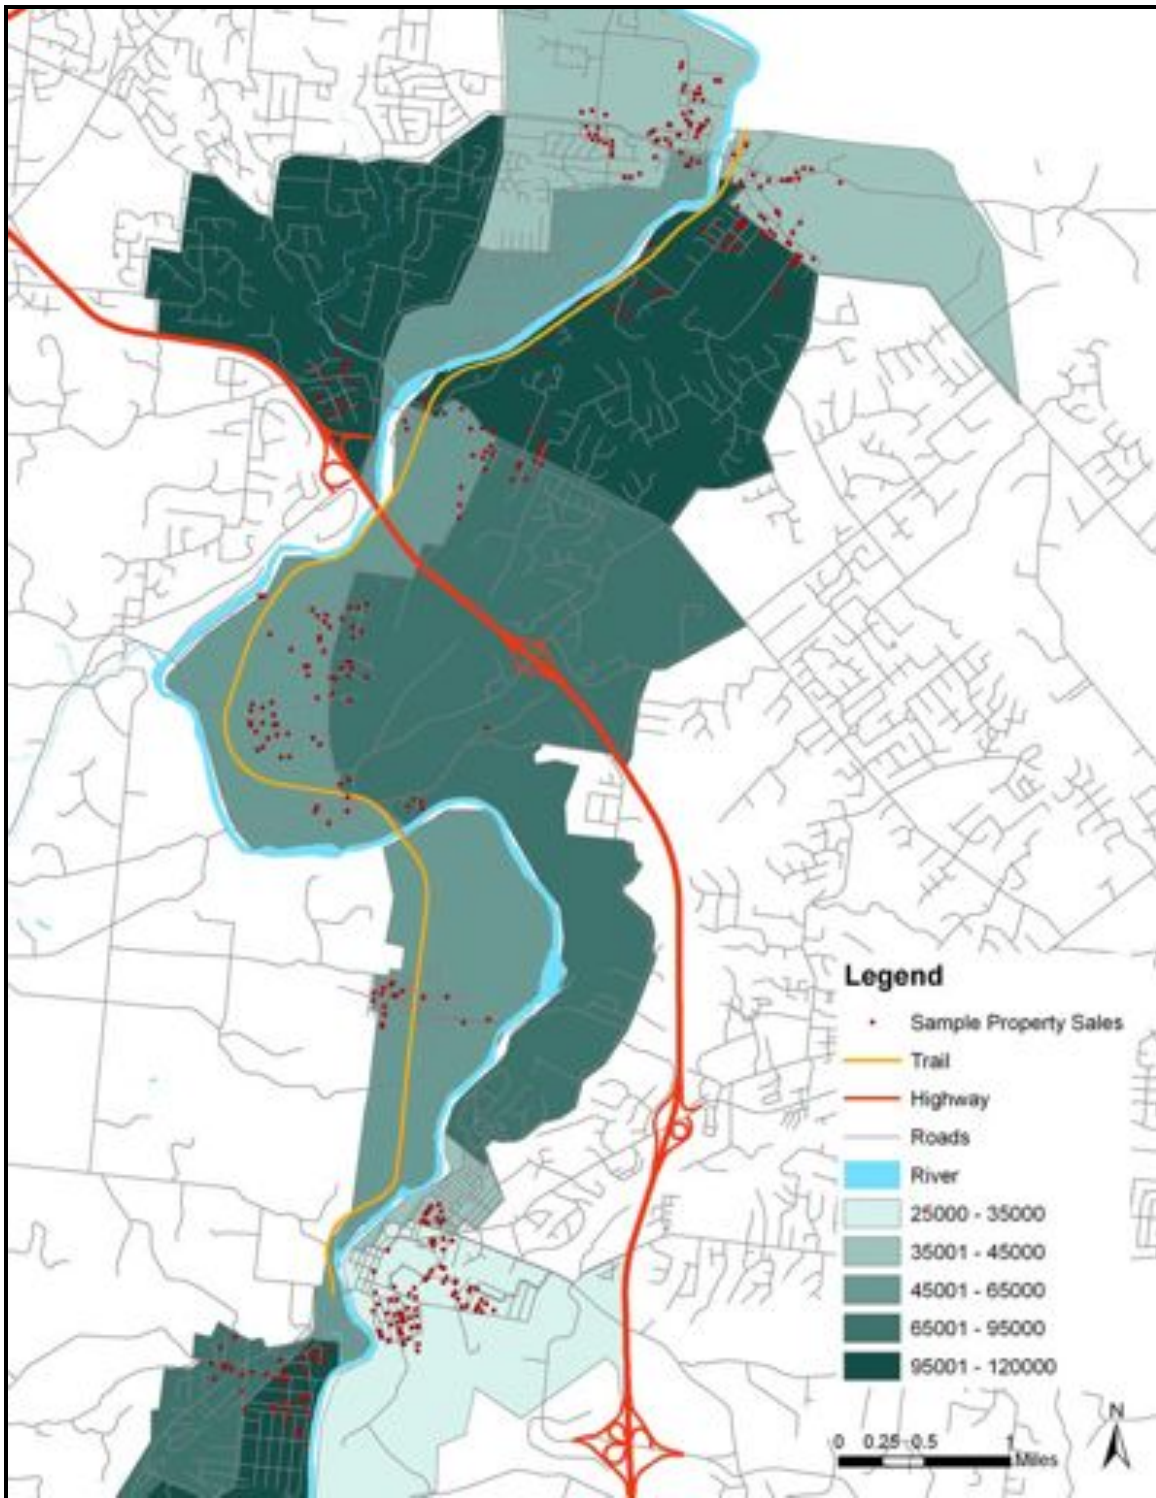 Legend
Sample Property Sales
Trail
Highway
Roads
River
25000 - 35000
35001 - 45000
45001 - 65000
65001 - 95000
95001 - 120000
N
0 0.25 0.5 1
Miles